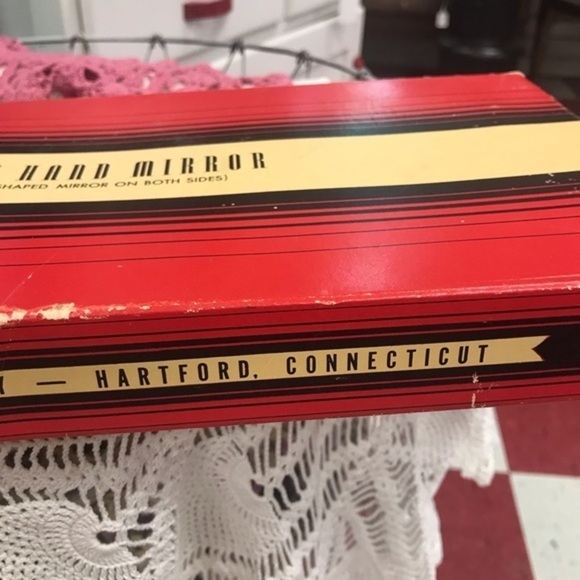 HAND MIRROR
SHAPED MIRROR ON BOTH SIDES)
— HARTFORD, CONNECTICUT